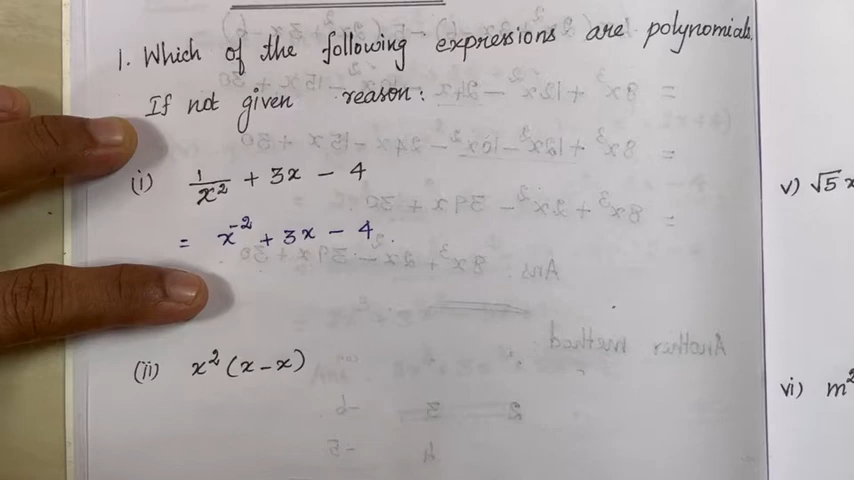 1. Which of the following expressions are polynomials.
If not given reason:
(i) 1/x² + 3x - 4
= x⁻² + 3x - 4.
(ii) x² (x-x)
v) √5 x
vi) m²